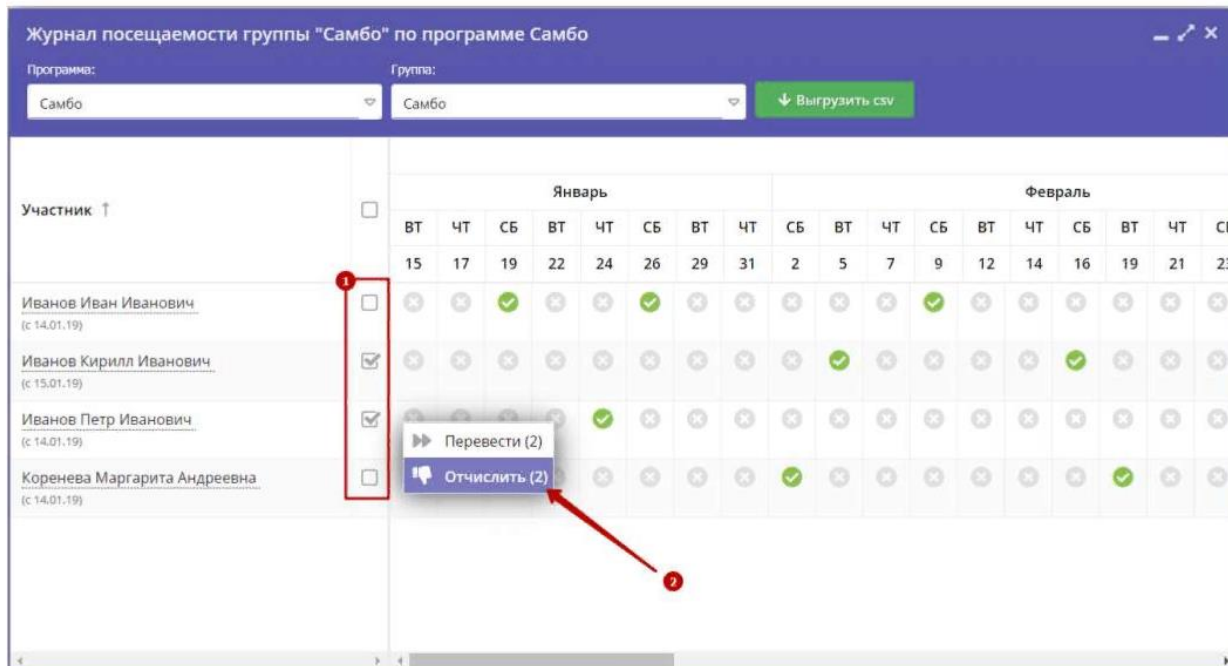 Журнал посещаемости группы "Самбо" по программе Самбо
Программа: Группа:
Самбо Самбо Выгрузить csv
Январь Февраль
Участник ↑
ВТ ЧТ СБ ВТ ЧТ СБ ВТ ЧТ СБ ВТ ЧТ СБ ВТ ЧТ СБ ВТ ЧТ
15 17 19 22 24 26 29 31 2 5 7 9 12 14 16 19 21
1
Иванов Иван Иванович
(с 14.01.19)
Иванов Кирилл Иванович
(с 15.01.19)
Иванов Петр Иванович
(с 14.01.19)
Перевести (2)
Отчислить (2)
Коренева Маргарита Андреевна
(с 14.01.19)
2